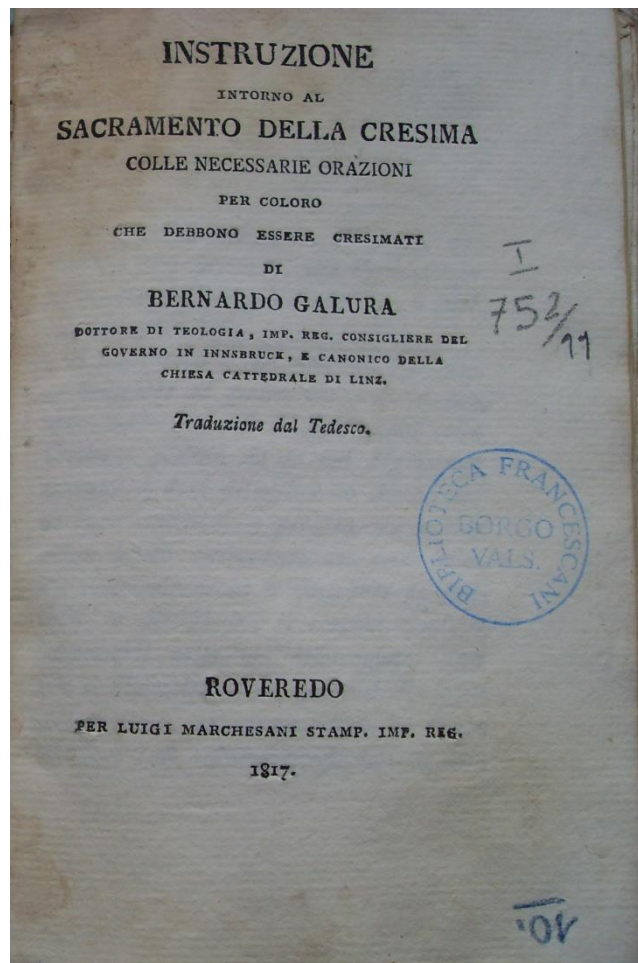 INSTRUZIONE
INTORNO AL
SACRAMENTO DELLA CRESIMA
COLLE NECESSARIE ORAZIONI
PER COLORO
CHE DEBBONO ESSERE CRESIMATI
DI
BERNARDO GALURA
DOTTORE DI TEOLOGIA, IMP. REG. CONSIGLIERE DEL
GOVERNO IN INNSBRUCK, E CANONICO DELLA
CHIESA CATTEDRALE DI LINZ.
Traduzione dal Tedesco.
I
752/11
BIBLIOTECA FRANCESCANI
BORGO
VALS.
ROVEREDO
PER LUIGI MARCHESANI STAMP. IMP. REG.
1817.